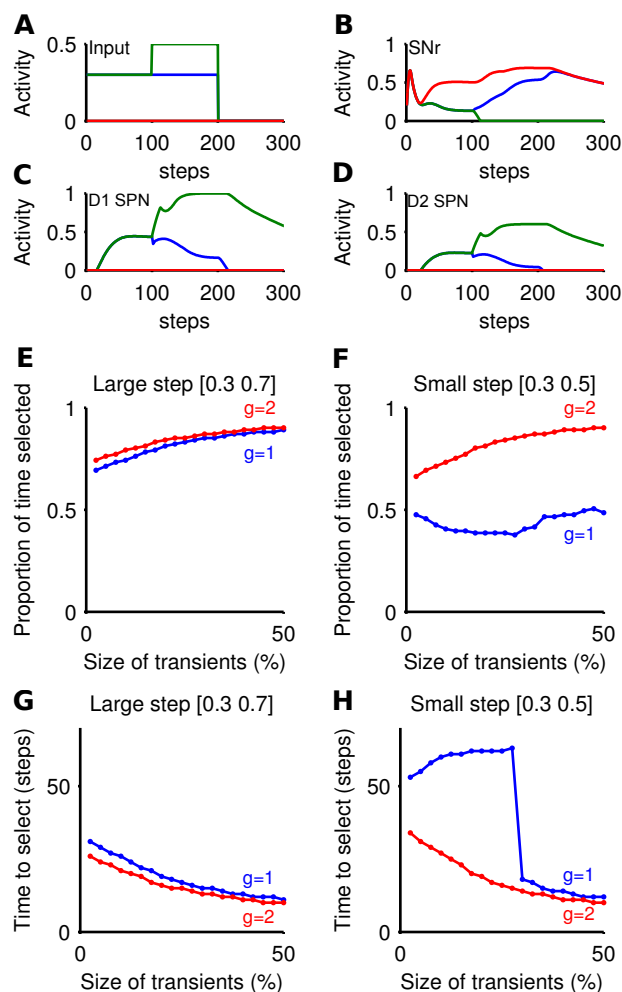 A
Input
Activity
0.5
0
0 100 200 300
steps
B
SNr
Activity
1
0.5
0
0 100 200 300
steps
C
D1 SPN
Activity
1
0.5
0
0 100 200 300
steps
D
D2 SPN
Activity
1
0.5
0
0 100 200 300
steps
E
Large step [0.3 0.7]
Proportion of time selected
1
0.5
0
g=2
g=1
0 50
Size of transients (%)
F
Small step [0.3 0.5]
Proportion of time selected
1
0.5
0
g=2
g=1
0 50
Size of transients (%)
G
Large step [0.3 0.7]
Time to select (steps)
50
0
g=1
g=2
0 50
Size of transients (%)
H
Small step [0.3 0.5]
Time to select (steps)
50
0
g=1
g=2
0 50
Size of transients (%)